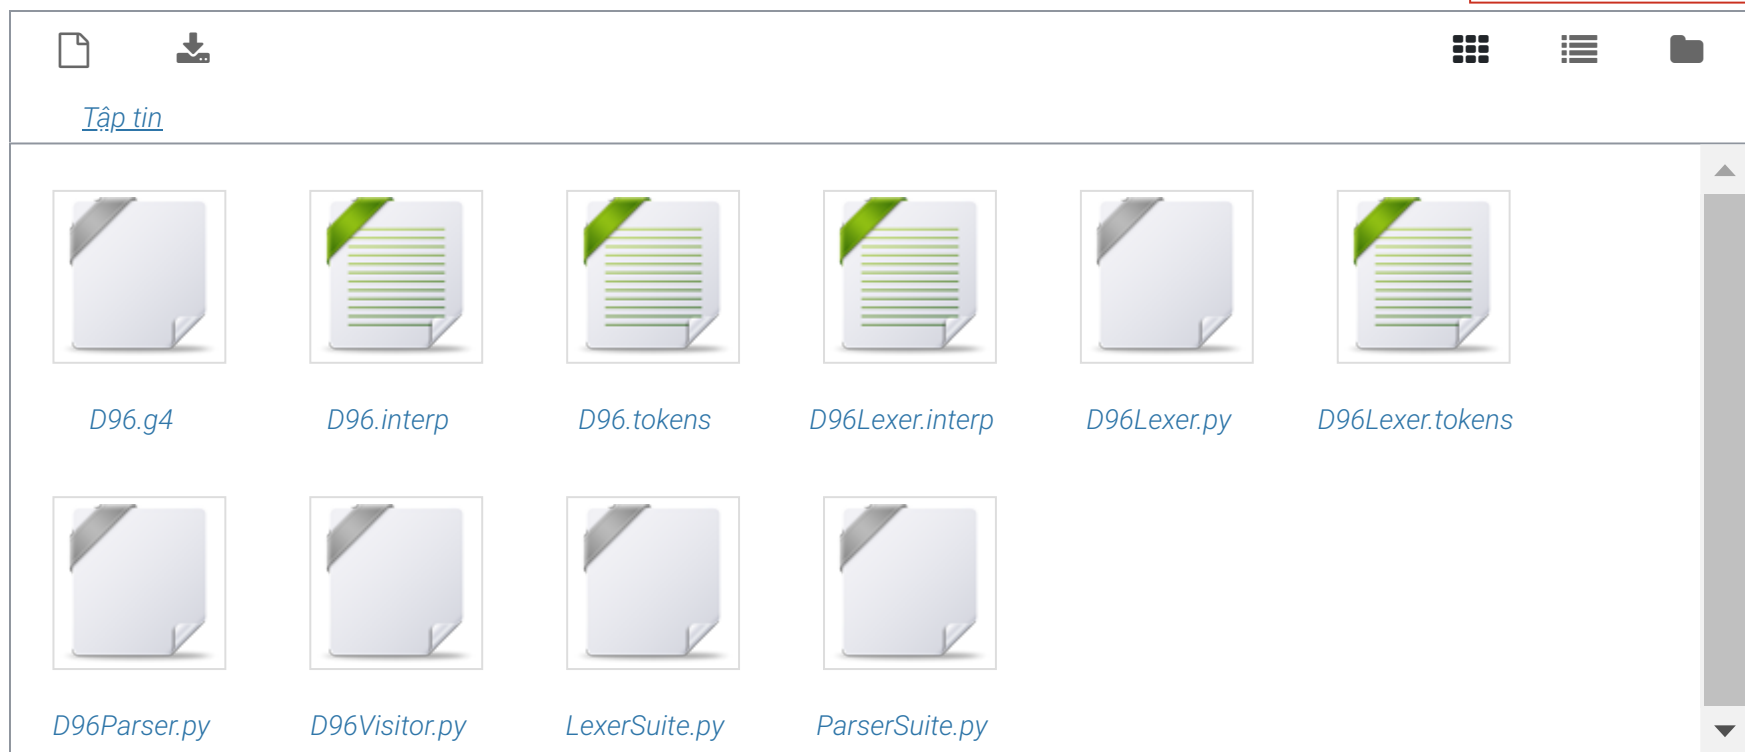 Tập tin
D96.g4 D96.interp D96.tokens D96Lexer.interp D96Lexer.py D96Lexer.tokens
D96Parser.py D96Visitor.py LexerSuite.py ParserSuite.py